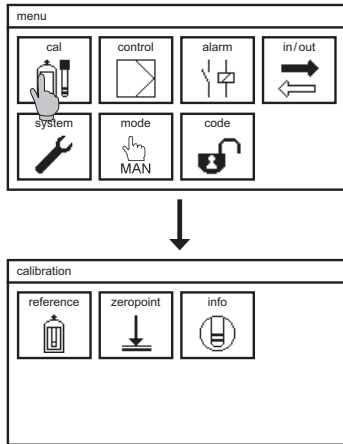 menu
cal control alarm in/out
system mode code
MAN
calibration
reference zeropoint info